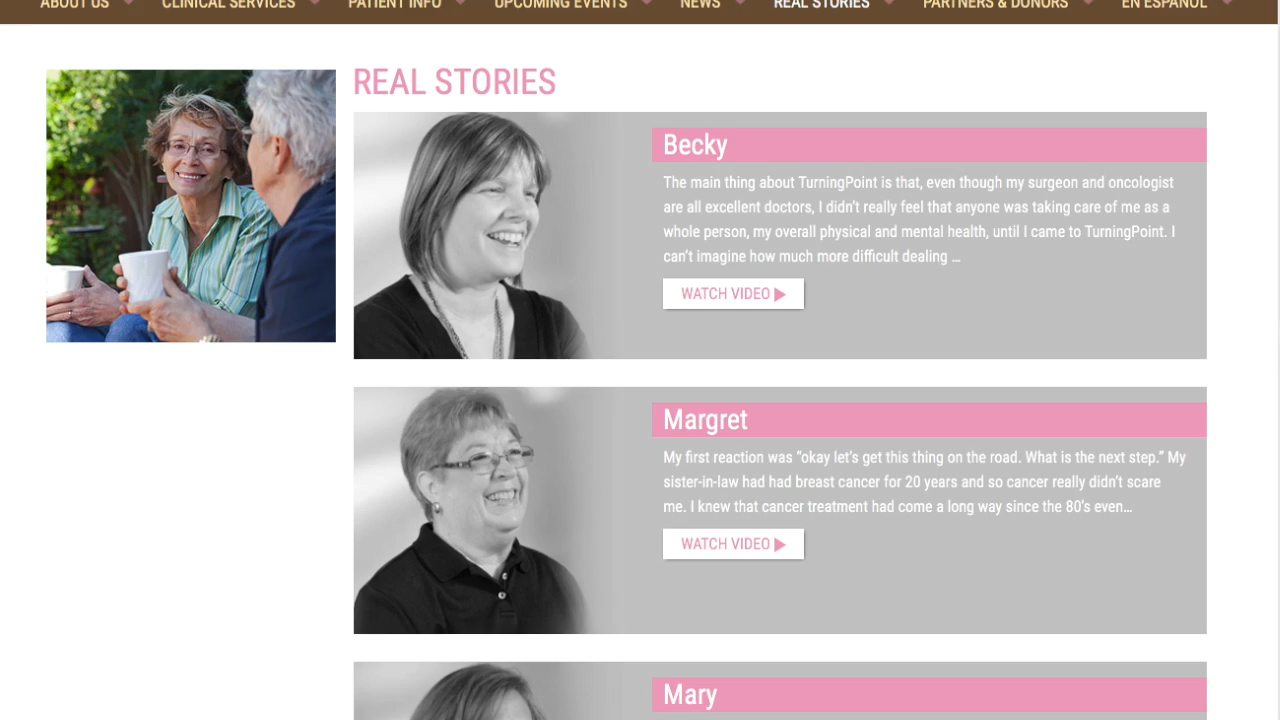 ABOUT US CLINICAL SERVICES PATIENT INFO UPCOMING EVENTS NEWS REAL STORIES PARTNERS & DONORS EN ESPAÑOL
REAL STORIES
Becky
The main thing about TurningPoint is that, even though my surgeon and oncologist
are all excellent doctors, I didn't really feel that anyone was taking care of me as a
whole person, my overall physical and mental health, until I came to TurningPoint. I
can't imagine how much more difficult dealing ...
WATCH VIDEO
Margret
My first reaction was “okay let's get this thing on the road. What is the next step.” My
sister-in-law had had breast cancer for 20 years and so cancer really didn't scare
me. I knew that cancer treatment had come a long way since the 80's even...
WATCH VIDEO
Mary